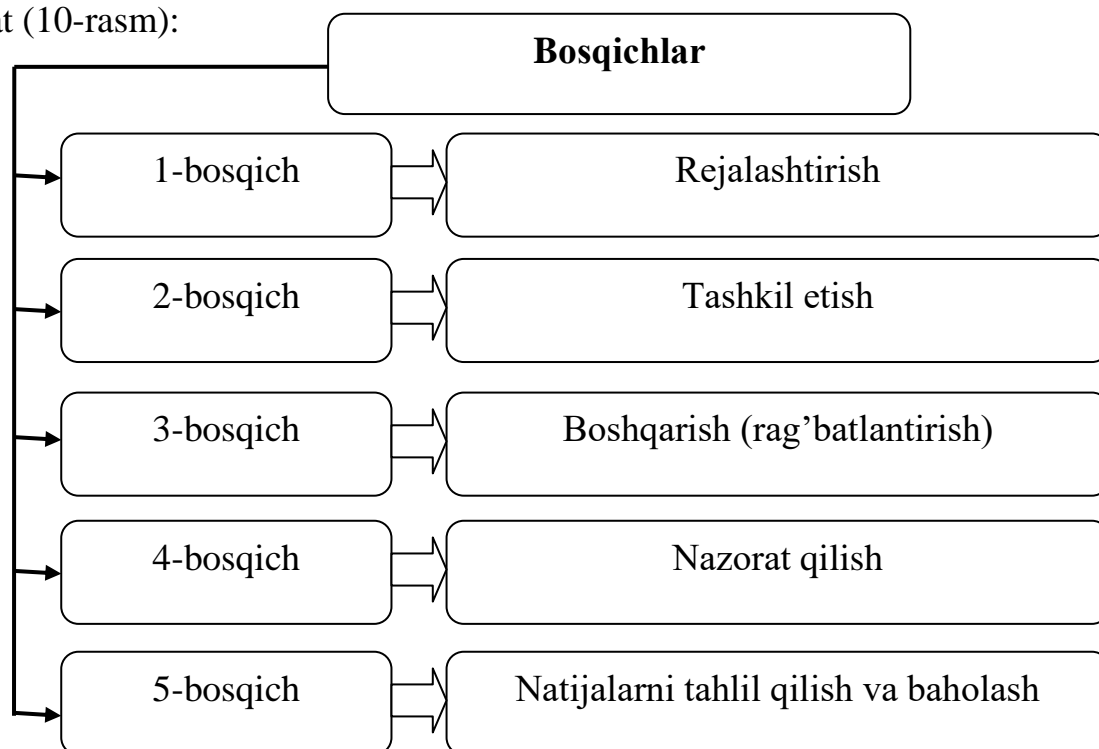 at (10-rasm):
Bosqichlar
1-bosqich
Rejalashtirish
2-bosqich
Tashkil etish
3-bosqich
Boshqarish (rag’batlantirish)
4-bosqich
Nazorat qilish
5-bosqich
Natijalarni tahlil qilish va baholash